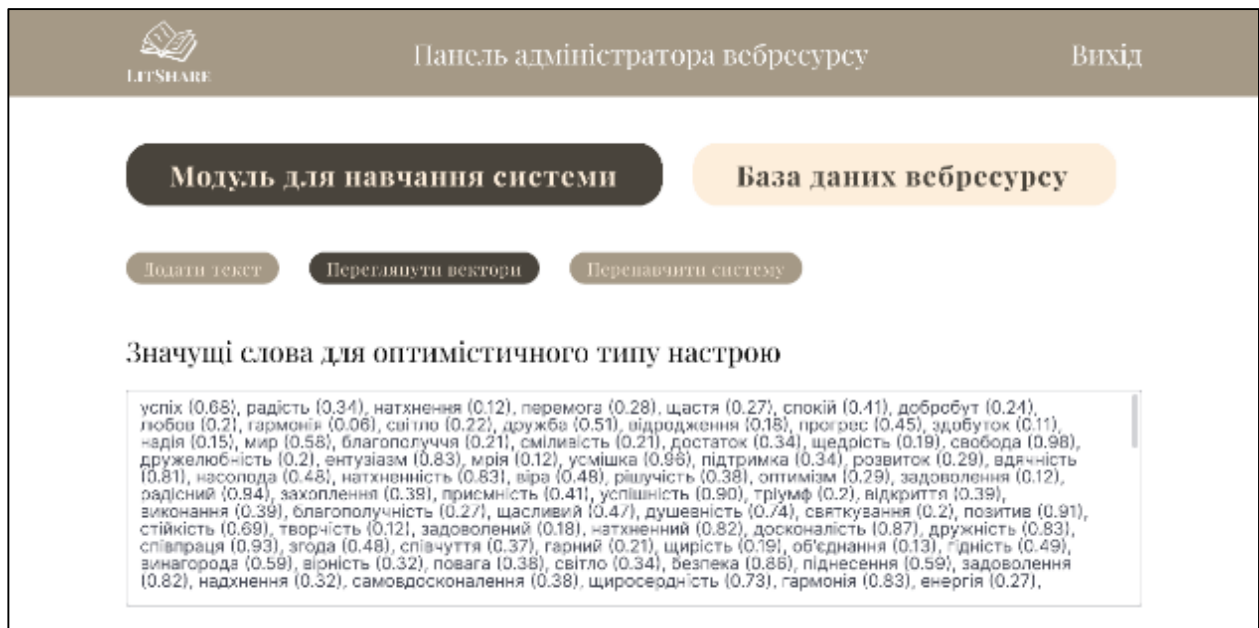 LITSHARE
Панель адміністратора вебресурсу
Вихід
Модуль для навчання системи
База даних вебресурсу
Додати текст
Переглянути вектори
Перенавчити систему
Значущі слова для оптимістичного типу настрою
успіх (0.68), радість (0.34), натхнення (0.12), перемога (0.28), щастя (0.27), спокій (0.41), добробут (0.24),
любов (0.2), гармонія (0.06), світло (0.22), дружба (0.51), відродження (0.18), прогрес (0.45), здобуток (0.11),
надія (0.15), мир (0.58), благополуччя (0.21), сміливість (0.21), достаток (0.34), щедрість (0.19), свобода (0.98),
дружелюбність (0.2), ентузіазм (0.83), мрія (0.12), усмішка (0.96), підтримка (0.34), розвиток (0.29), вдячність
(0.81), насолода (0.48), натхненність (0.83), віра (0.48), рішучість (0.38), оптимізм (0.29), задоволення (0.12),
радісний (0.94), захоплення (0.39), приємність (0.41), успішність (0.90), тріумф (0.2), відкриття (0.39),
виконання (0.39), благополучність (0.27), щасливий (0.47), душевність (0.74), святкування (0.2), позитив (0.91),
стійкість (0.69), творчість (0.12), задоволений (0.18), натхненний (0.82), досконалість (0.87), дружність (0.83),
співпраця (0.93), згода (0.48), співчуття (0.37), гарний (0.21), щирість (0.19), об'єднання (0.13), гідність (0.49),
винагорода (0.59), вірність (0.32), повага (0.38), світло (0.34), безпека (0.86), піднесення (0.59), задоволення
(0.82), надхнення (0.32), самовдосконалення (0.38), щиросердність (0.73), гармонія (0.83), енергія (0.27),